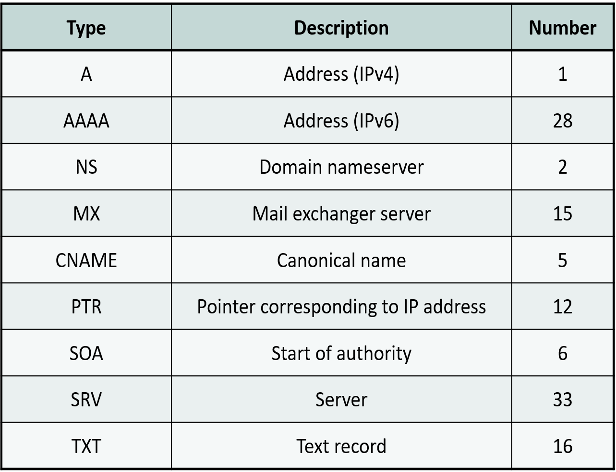 Type Description Number
A Address (IPv4) 1
AAAA Address (IPv6) 28
NS Domain nameserver 2
MX Mail exchanger server 15
CNAME Canonical name 5
PTR Pointer corresponding to IP address 12
SOA Start of authority 6
SRV Server 33
TXT Text record 16